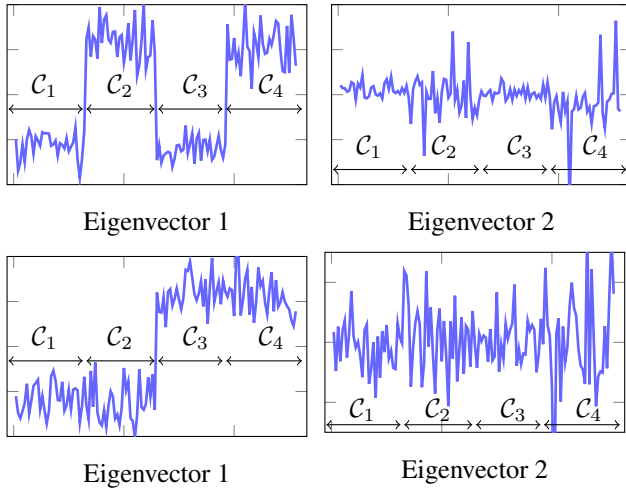 𝒞1 𝒞2 𝒞3 𝒞4
Eigenvector 1
𝒞1 𝒞2 𝒞3 𝒞4
Eigenvector 2
𝒞1 𝒞2 𝒞3 𝒞4
Eigenvector 1
𝒞1 𝒞2 𝒞3 𝒞4
Eigenvector 2